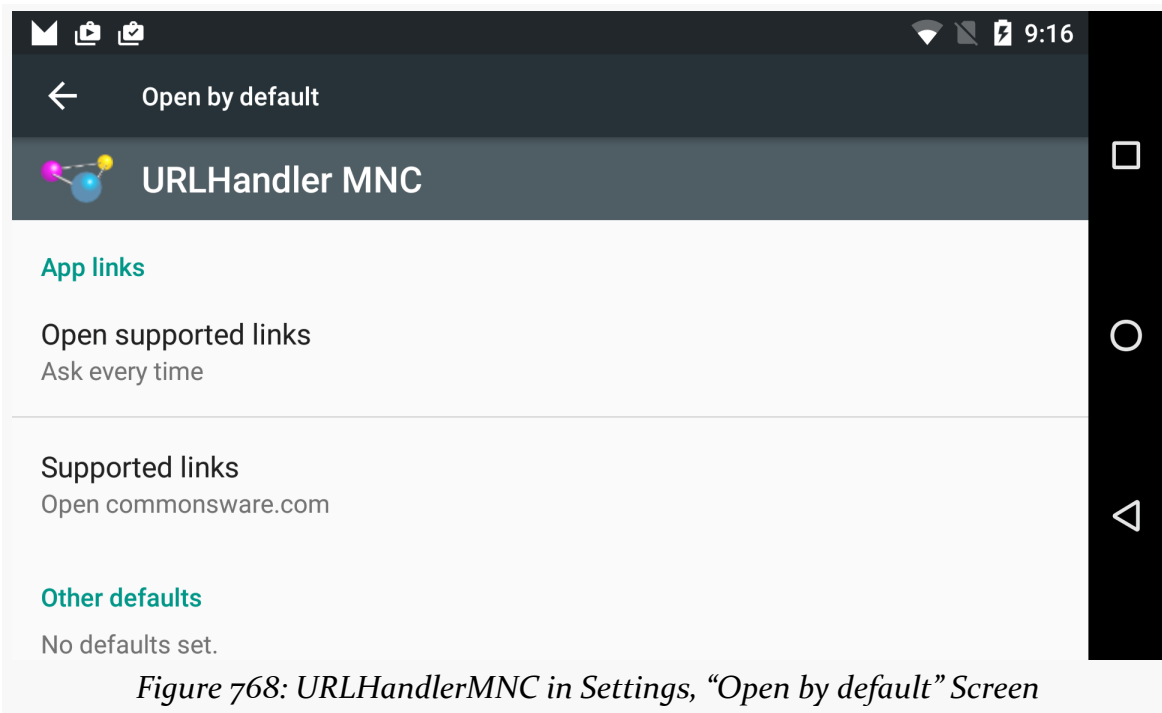 9:16
Open by default
URLHandler MNC
App links
Open supported links
Ask every time
Supported links
Open commonsware.com
Other defaults
No defaults set.
Figure 768: URLHandlerMNC in Settings, “Open by default” Screen